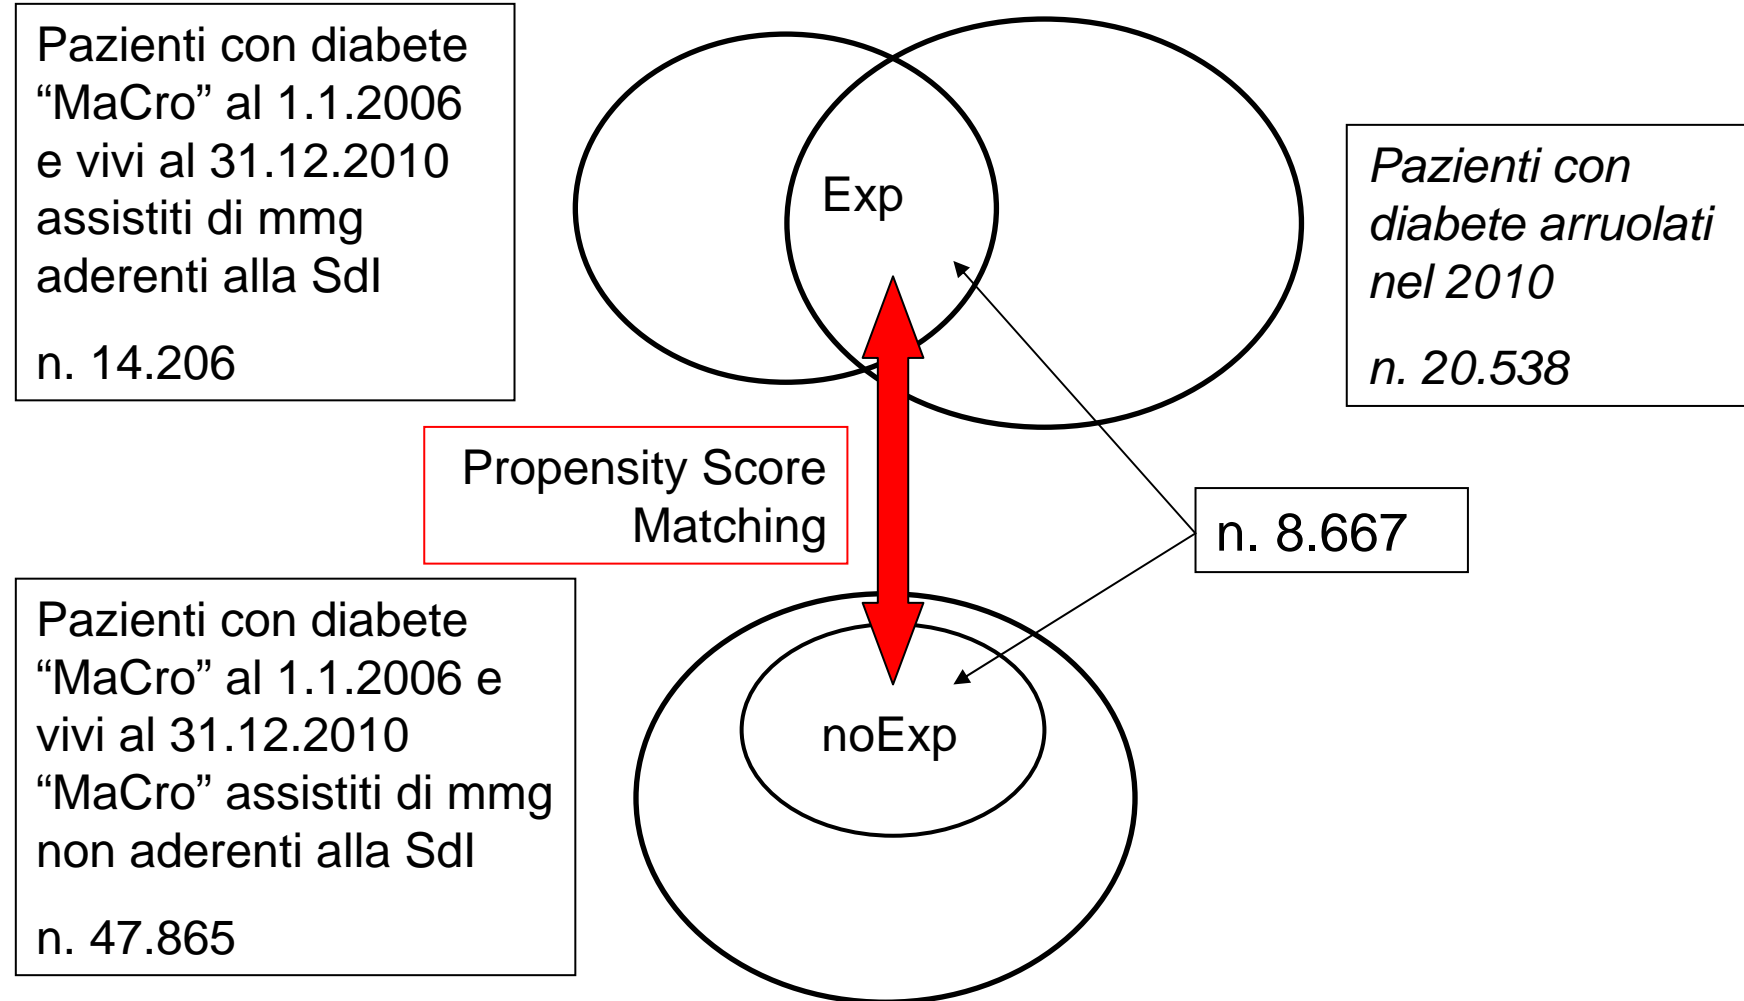 Pazienti con diabete
“MaCro” al 1.1.2006
e vivi al 31.12.2010
assistiti di mmg
aderenti alla SdI
n. 14.206
Exp
Pazienti con
diabete arruolati
nel 2010
n. 20.538
Propensity Score
Matching
n. 8.667
Pazienti con diabete
“MaCro” al 1.1.2006 e
vivi al 31.12.2010
“MaCro” assistiti di mmg
non aderenti alla SdI
n. 47.865
noExp